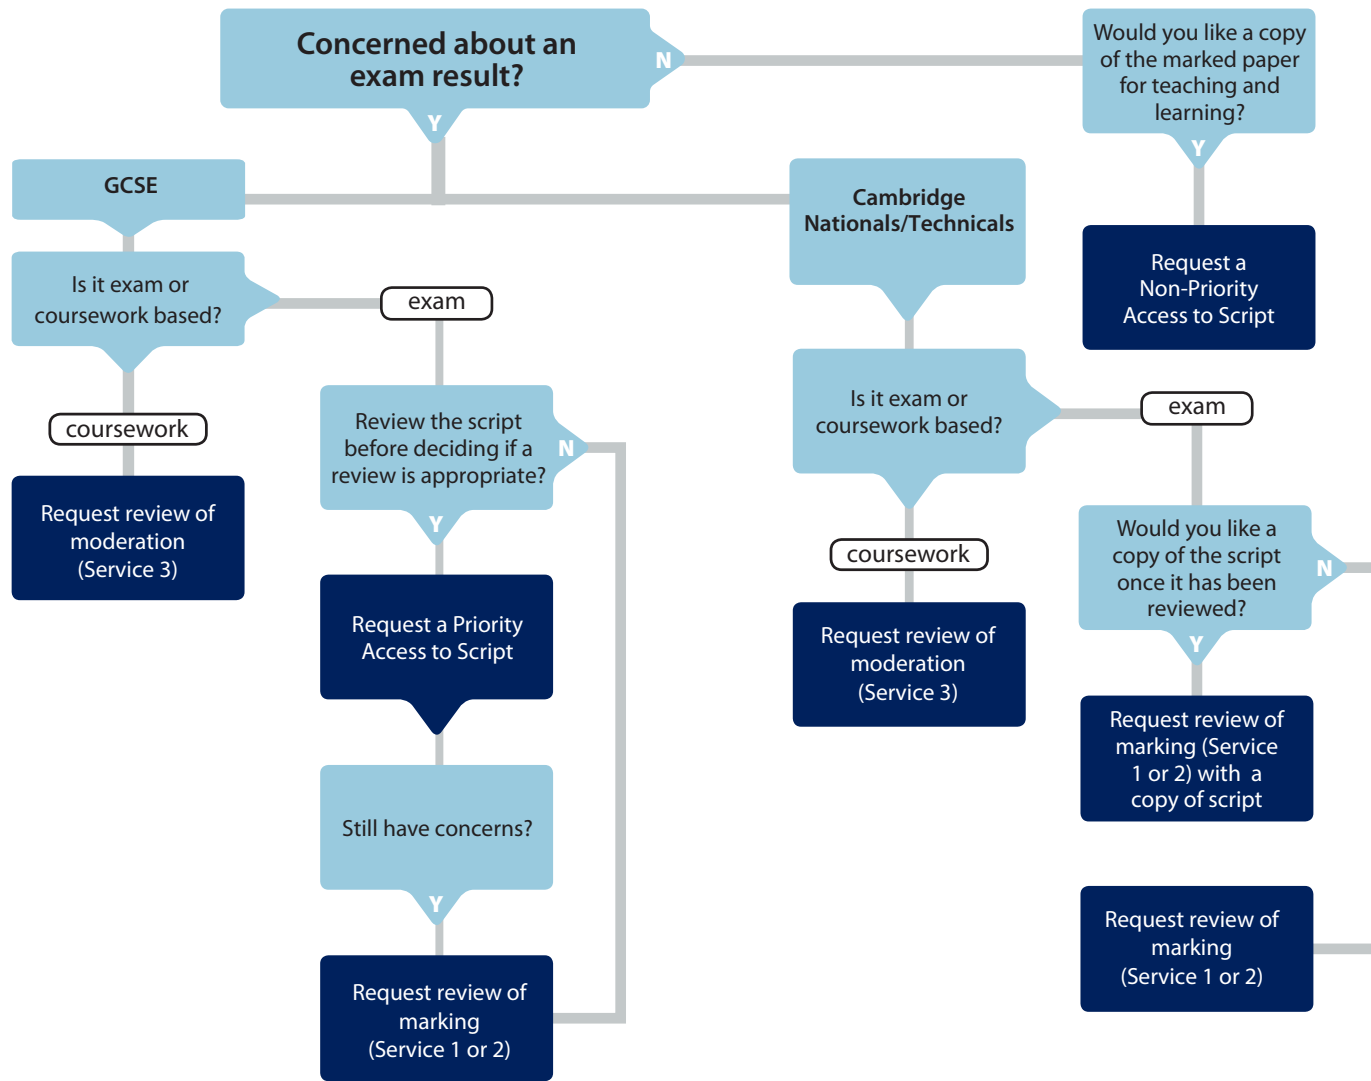 Concerned about an
exam result?
N
Y
Would you like a copy
of the marked paper
for teaching and
learning?
Y
Request a
Non-Priority
Access to Script
GCSE
Is it exam or
coursework based?
exam
coursework
Request review of
moderation
(Service 3)
Review the script
before deciding if a
review is appropriate?
N
Y
Request a Priority
Access to Script
Still have concerns?
Y
Request review of
marking
(Service 1 or 2)
Cambridge
Nationals/Technicals
Is it exam or
coursework based?
exam
coursework
Request review of
moderation
(Service 3)
Would you like a
copy of the script
once it has been
reviewed?
N
Y
Request review of
marking (Service
1 or 2) with a
copy of script
Request review of
marking
(Service 1 or 2)